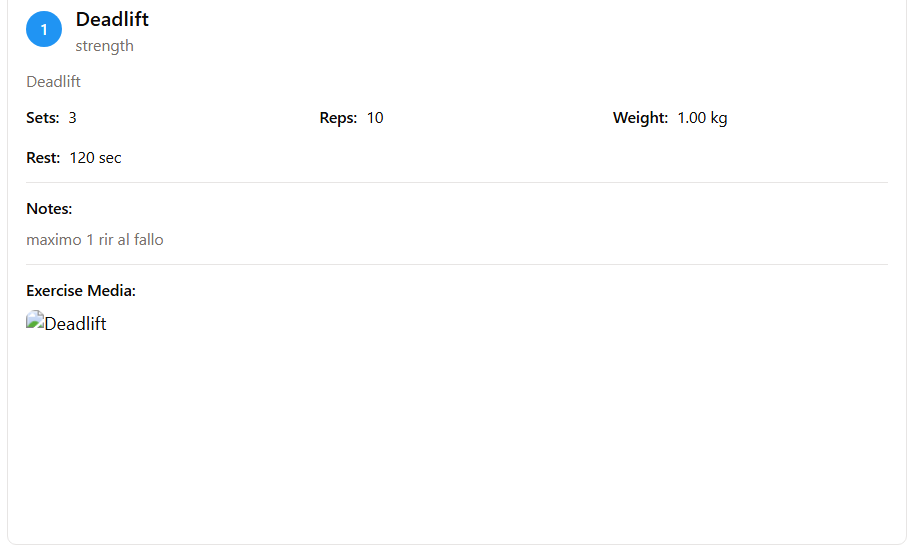 1
Deadlift
strength
Deadlift
Sets: 3
Reps: 10
Weight: 1.00 kg
Rest: 120 sec
Notes:
maximo 1 rir al fallo
Exercise Media:
Deadlift